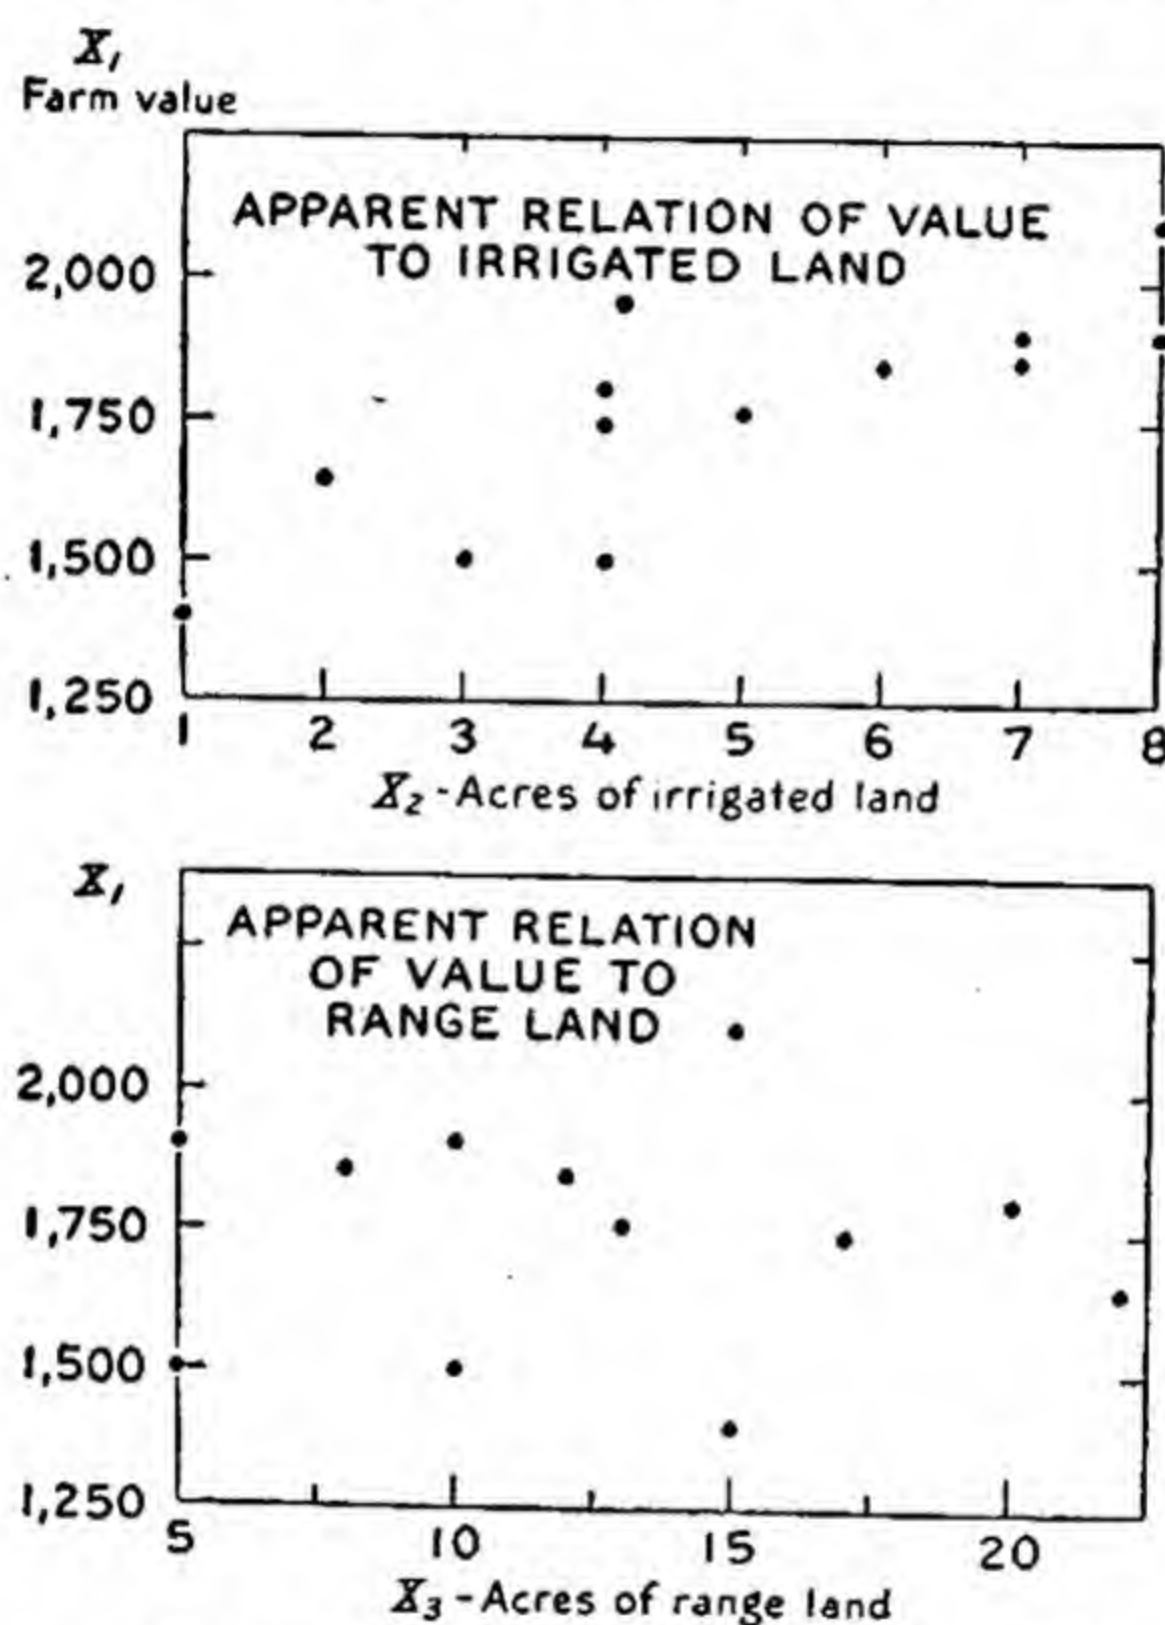 X₁
Farm value
APPARENT RELATION OF VALUE
TO IRRIGATED LAND
2,000
1,750
1,500
1,250
1 2 3 4 5 6 7 8
X₂-Acres of irrigated land
X₁
APPARENT RELATION
OF VALUE TO
RANGE LAND
2,000
1,750
1,500
1,250
5 10 15 20
X₃-Acres of range land